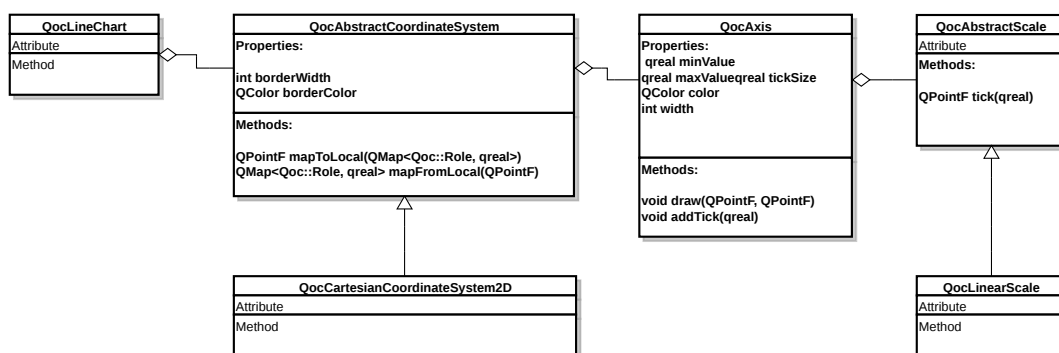 QocLineChart
Attribute
Method
QocAbstractCoordinateSystem
Properties:
int borderWidth
QColor borderColor
Methods:
QPointF mapToLocal(QMap<Qoc::Role, qreal>)
QMap<Qoc::Role, qreal> mapFromLocal(QPointF)
QocAxis
Properties:
qreal minValue
qreal maxValueqreal tickSize
QColor color
int width
Methods:
void draw(QPointF, QPointF)
void addTick(qreal)
QocAbstractScale
Attribute
Methods:
QPointF tick(qreal)
QocCartesianCoordinateSystem2D
Attribute
Method
QocLinearScale
Attribute
Method